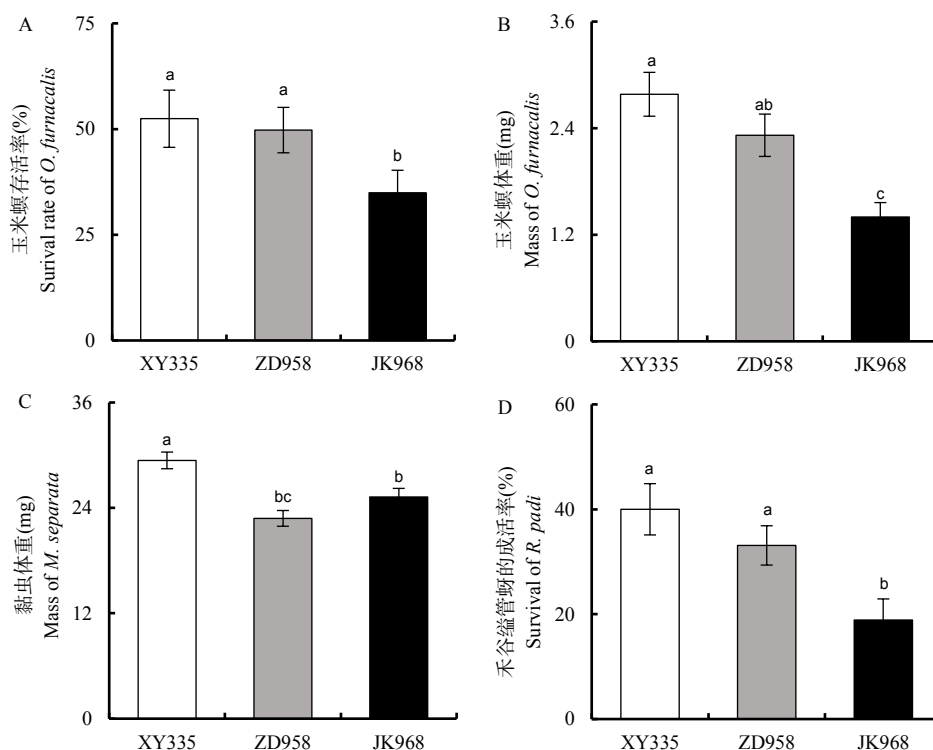 A
75
50
25
0
a
a
b
XY335
ZD958
JK968
玉米螟存活率(%)
Surival rate of O. furnacalis
B
3.6
2.4
1.2
0
a
ab
c
XY335
ZD958
JK968
玉米螟体重(mg)
Mass of O. furnacalis
C
36
24
12
0
a
bc
b
XY335
ZD958
JK968
黏虫体重(mg)
Mass of M. separata
D
60
40
20
0
a
a
b
XY335
ZD958
JK968
禾谷缢管蚜的成活率(%)
Survival of R. padi